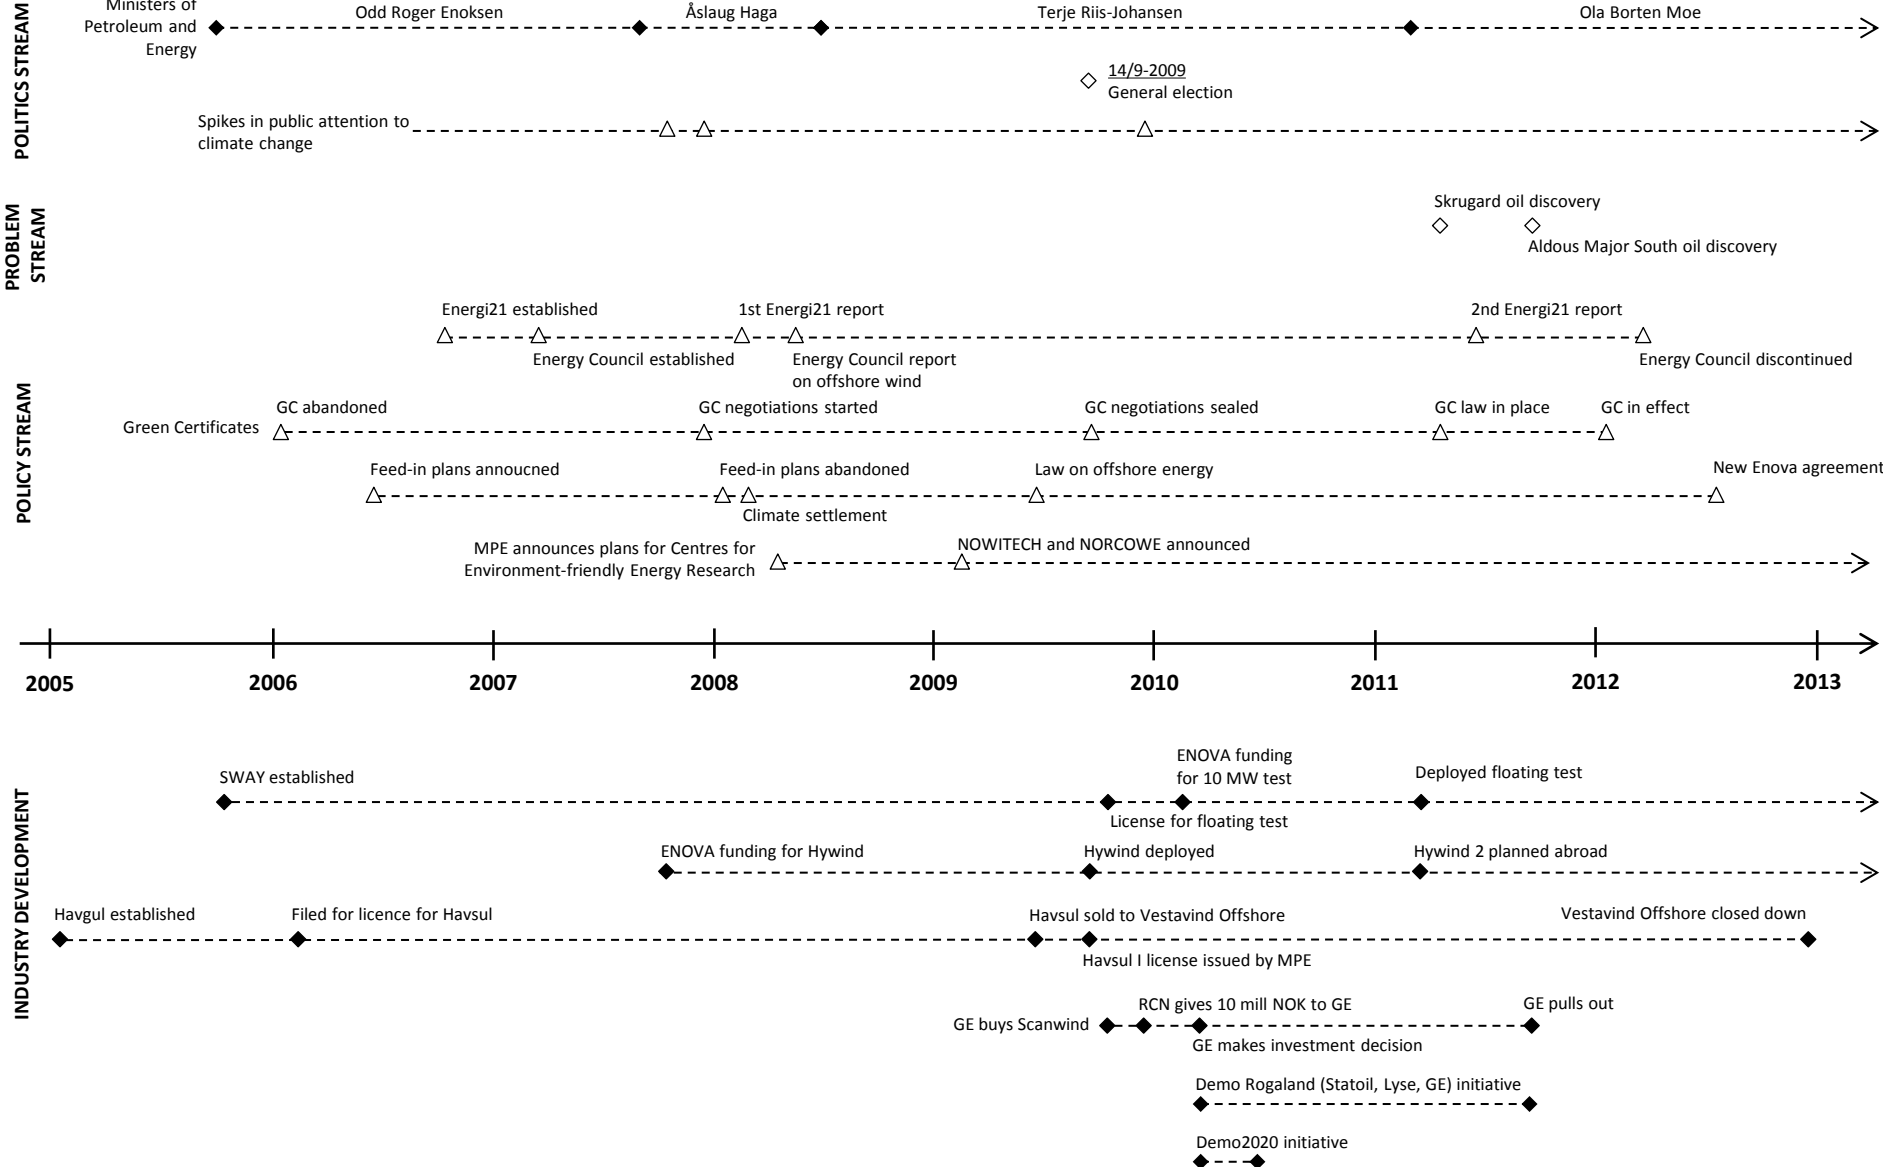 POLITICS STREAM
Ministers of
Petroleum and
Energy
Odd Roger Enoksen
Åslaug Haga
Terje Riis-Johansen
Ola Borten Moe
14/9-2009
General election
Spikes in public attention to
climate change
PROBLEM
STREAM
Skrugard oil discovery
Aldous Major South oil discovery
POLICY STREAM
Energi21 established
1st Energi21 report
2nd Energi21 report
Energy Council established
Energy Council report
on offshore wind
Energy Council discontinued
Green Certificates
GC abandoned
GC negotiations started
GC negotiations sealed
GC law in place
GC in effect
Feed-in plans annoucned
Feed-in plans abandoned
Law on offshore energy
New Enova agreement
Climate settlement
MPE announces plans for Centres for
Environment-friendly Energy Research
NOWITECH and NORCOWE announced
2005
2006
2007
2008
2009
2010
2011
2012
2013
INDUSTRY DEVELOPMENT
SWAY established
ENOVA funding
for 10 MW test
Deployed floating test
License for floating test
ENOVA funding for Hywind
Hywind deployed
Hywind 2 planned abroad
Havgul established
Filed for licence for Havsul
Havsul sold to Vestavind Offshore
Vestavind Offshore closed down
Havsul I license issued by MPE
GE buys Scanwind
RCN gives 10 mill NOK to GE
GE pulls out
GE makes investment decision
Demo Rogaland (Statoil, Lyse, GE) initiative
Demo2020 initiative